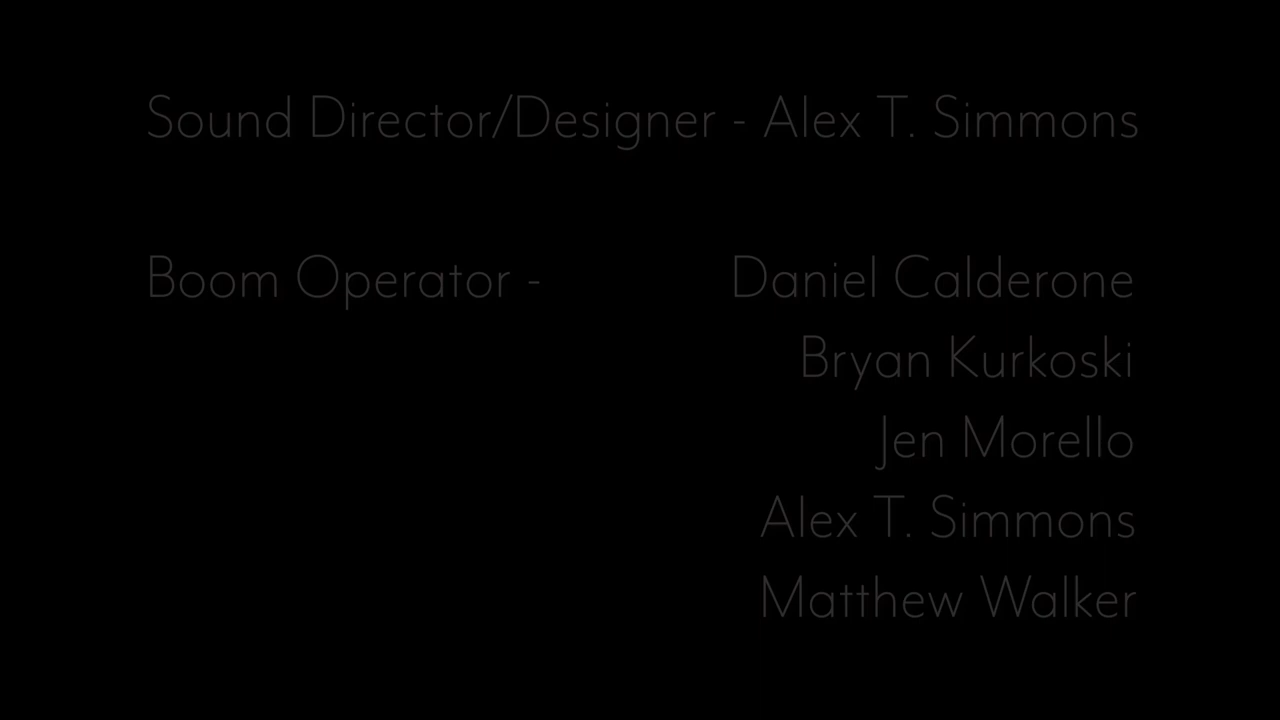 Sound Director/Designer - Alex T. Simmons
Boom Operator - Daniel Calderone
Bryan Kurkoski
Jen Morello
Alex T. Simmons
Matthew Walker